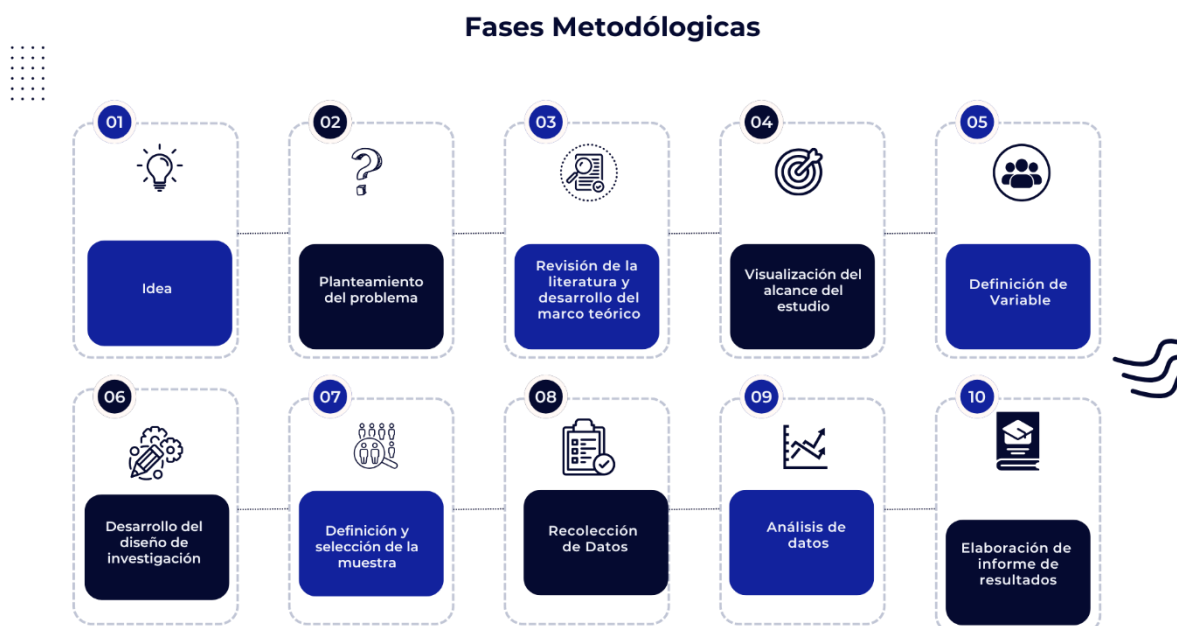 Fases Metodólogicas
01
Idea
02
Planteamiento
del problema
03
Revisión de la
literatura y
desarrollo del
marco teórico
04
Visualización del
alcance del
estudio
05
Definición de
Variable
06
Desarrollo del
diseño de
investigación
07
Definición y
selección de la
muestra
08
Recolección
de Datos
09
Análisis de
datos
10
Elaboración de
informe de
resultados